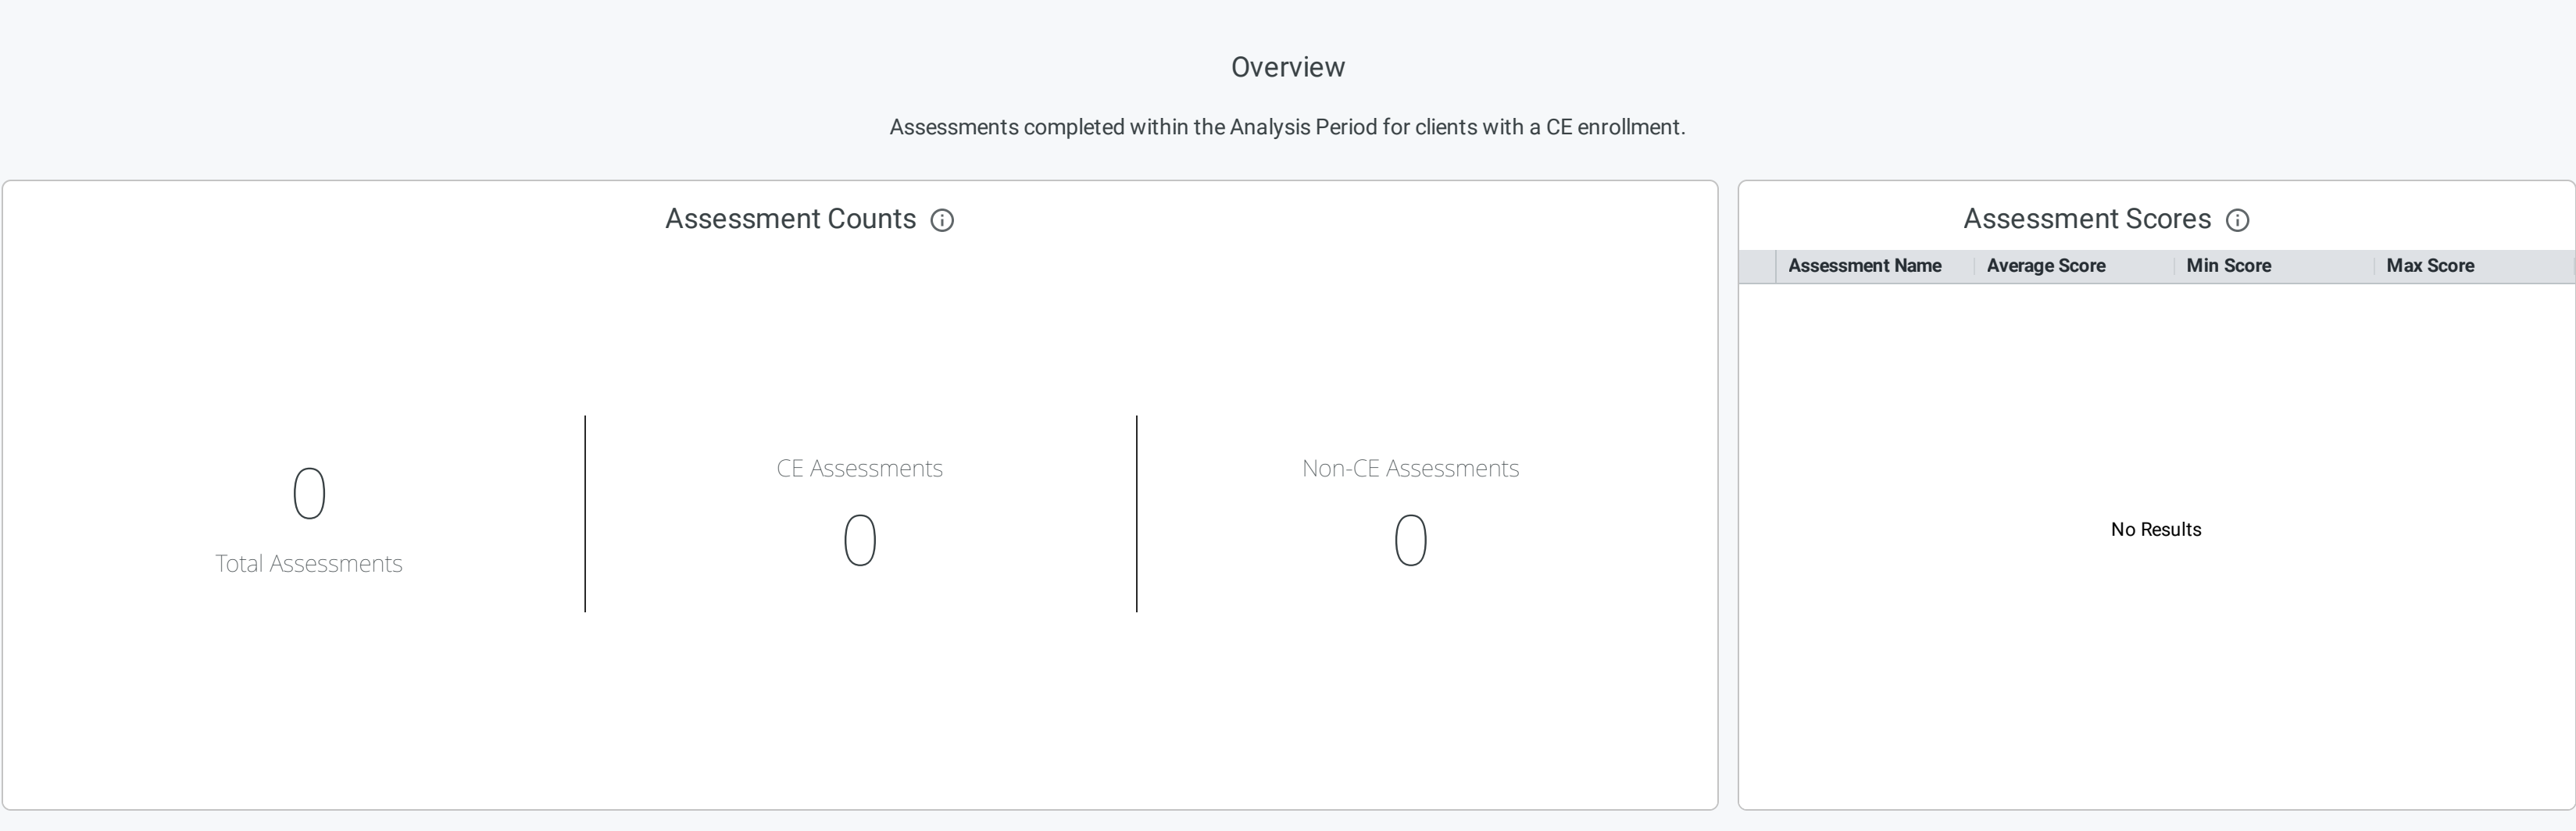 Overview
Assessments completed within the Analysis Period for clients with a CE enrollment.
Assessment Counts
0
Total Assessments
CE Assessments
0
Non-CE Assessments
0
Assessment Scores
Assessment Name Average Score Min Score Max Score
No Results